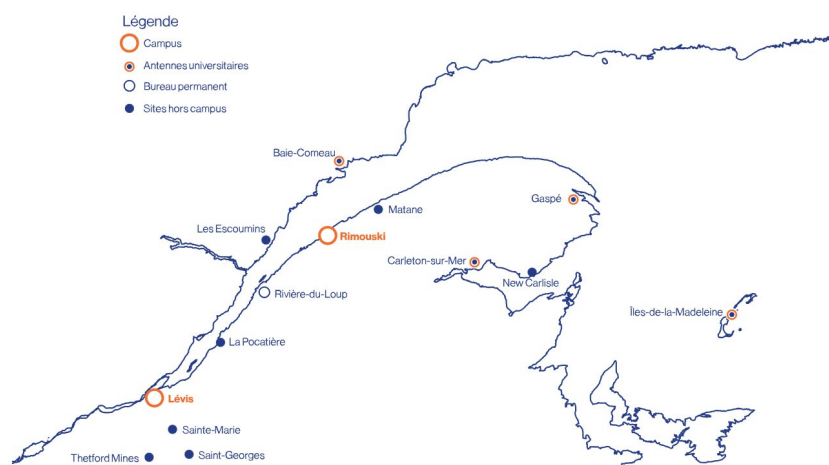 Légende
Campus
Antennes universitaires
Bureau permanent
Sites hors campus
Baie-Comeau
Matane
Gaspé
Les Escoumins
Rimouski
Carleton-sur-Mer
New Carlisle
Rivière-du-Loup
Îles-de-la-Madeleine
La Pocatière
Lévis
Sainte-Marie
Thetford Mines
Saint-Georges